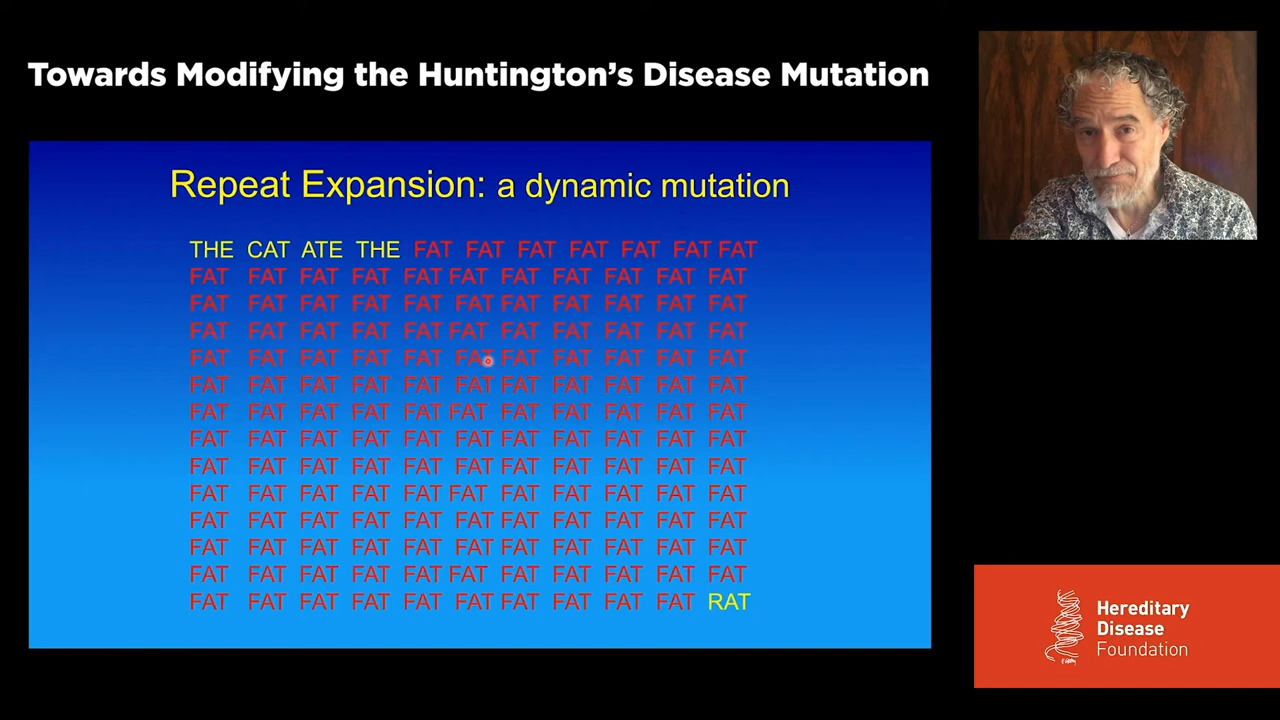 Towards Modifying the Huntington's Disease Mutation
Repeat Expansion: a dynamic mutation
THE CAT ATE THE FAT FAT FAT FAT FAT FAT FAT
FAT FAT FAT FAT FAT FAT FAT FAT FAT FAT FAT
FAT FAT FAT FAT FAT FAT FAT FAT FAT FAT FAT
FAT FAT FAT FAT FAT FAT FAT FAT FAT FAT FAT
FAT FAT FAT FAT FAT FAT FAT FAT FAT FAT FAT
FAT FAT FAT FAT FAT FAT FAT FAT FAT FAT FAT
FAT FAT FAT FAT FAT FAT FAT FAT FAT FAT FAT
FAT FAT FAT FAT FAT FAT FAT FAT FAT FAT FAT
FAT FAT FAT FAT FAT FAT FAT FAT FAT FAT FAT
FAT FAT FAT FAT FAT FAT FAT FAT FAT FAT FAT
FAT FAT FAT FAT FAT FAT FAT FAT FAT FAT FAT
FAT FAT FAT FAT FAT FAT FAT FAT FAT FAT FAT
FAT FAT FAT FAT FAT FAT FAT FAT FAT FAT FAT
FAT FAT FAT FAT FAT FAT FAT FAT FAT FAT RAT
Hereditary
Disease
Foundation